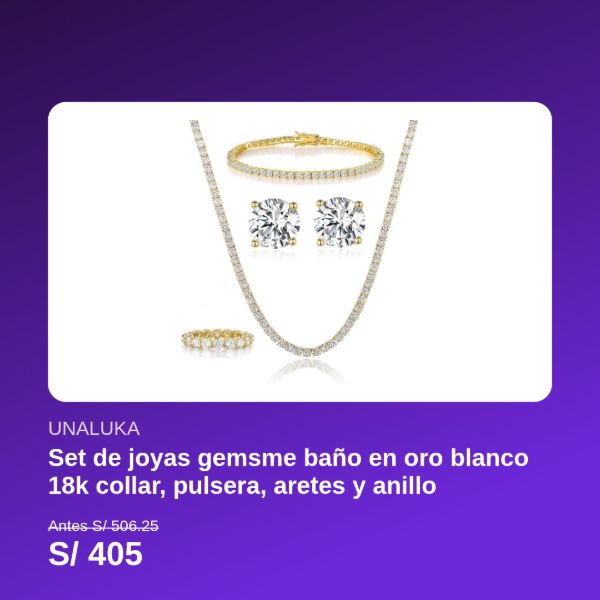 UNALUKA
Set de joyas gemsme baño en oro blanco
18k collar, pulsera, aretes y anillo
Antes S/ 506.25
S/ 405